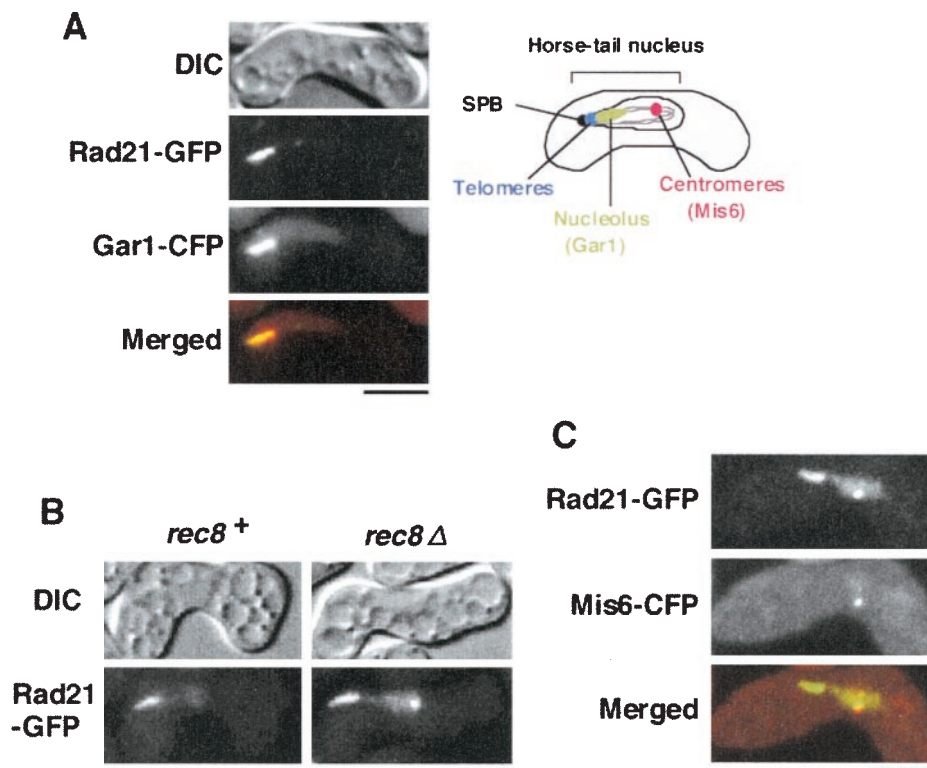 A
DIC
Rad21-GFP
Gar1-CFP
Merged
Horse-tail nucleus
SPB
Telomeres
Centromeres
(Mis6)
Nucleolus
(Gar1)
B
rec8 +
rec8 Δ
DIC
Rad21
-GFP
C
Rad21-GFP
Mis6-CFP
Merged